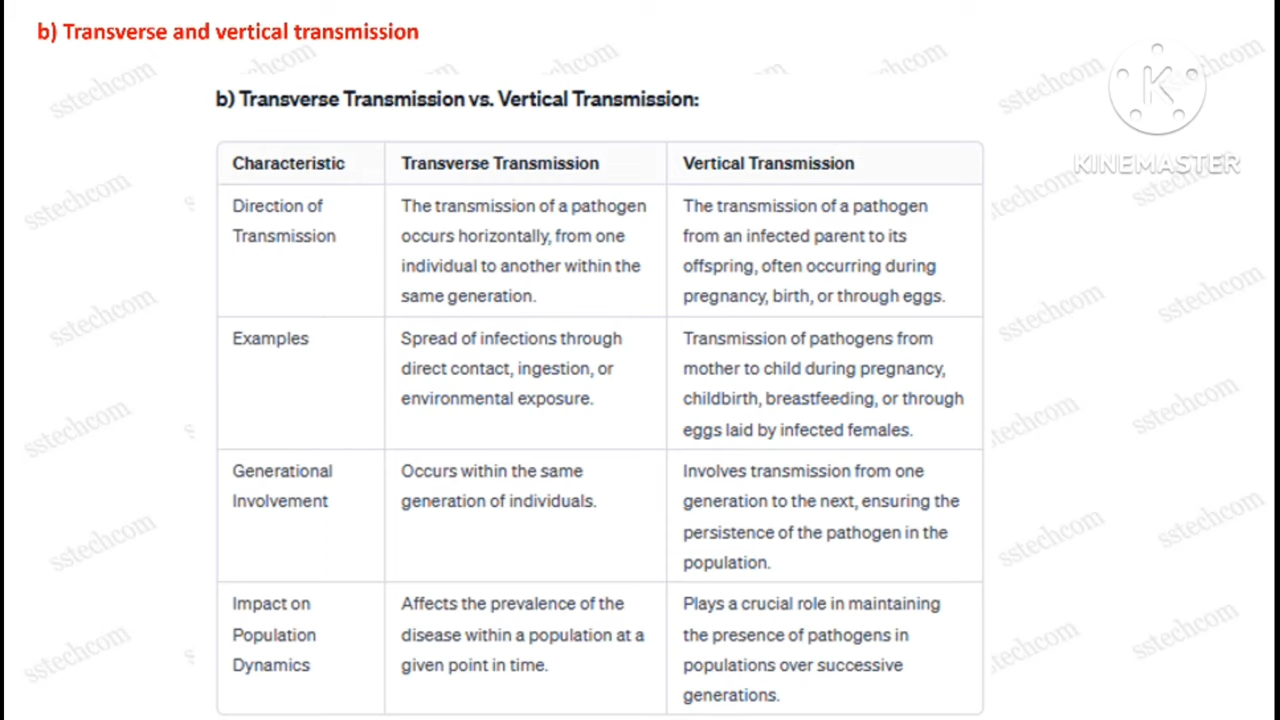 b) Transverse and vertical transmission
sstechcom
KINEMASTER
b) Transverse Transmission vs. Vertical Transmission:
Characteristic Transverse Transmission Vertical Transmission
Direction of The transmission of a pathogen The transmission of a pathogen
Transmission occurs horizontally, from one from an infected parent to its
individual to another within the offspring, often occurring during
same generation. pregnancy, birth, or through eggs.
Examples Spread of infections through Transmission of pathogens from
direct contact, ingestion, or mother to child during pregnancy,
environmental exposure. childbirth, breastfeeding, or through
eggs laid by infected females.
Generational Occurs within the same Involves transmission from one
Involvement generation of individuals. generation to the next, ensuring the
persistence of the pathogen in the
population.
Impact on Affects the prevalence of the Plays a crucial role in maintaining
Population disease within a population at a the presence of pathogens in
Dynamics given point in time. populations over successive
generations.